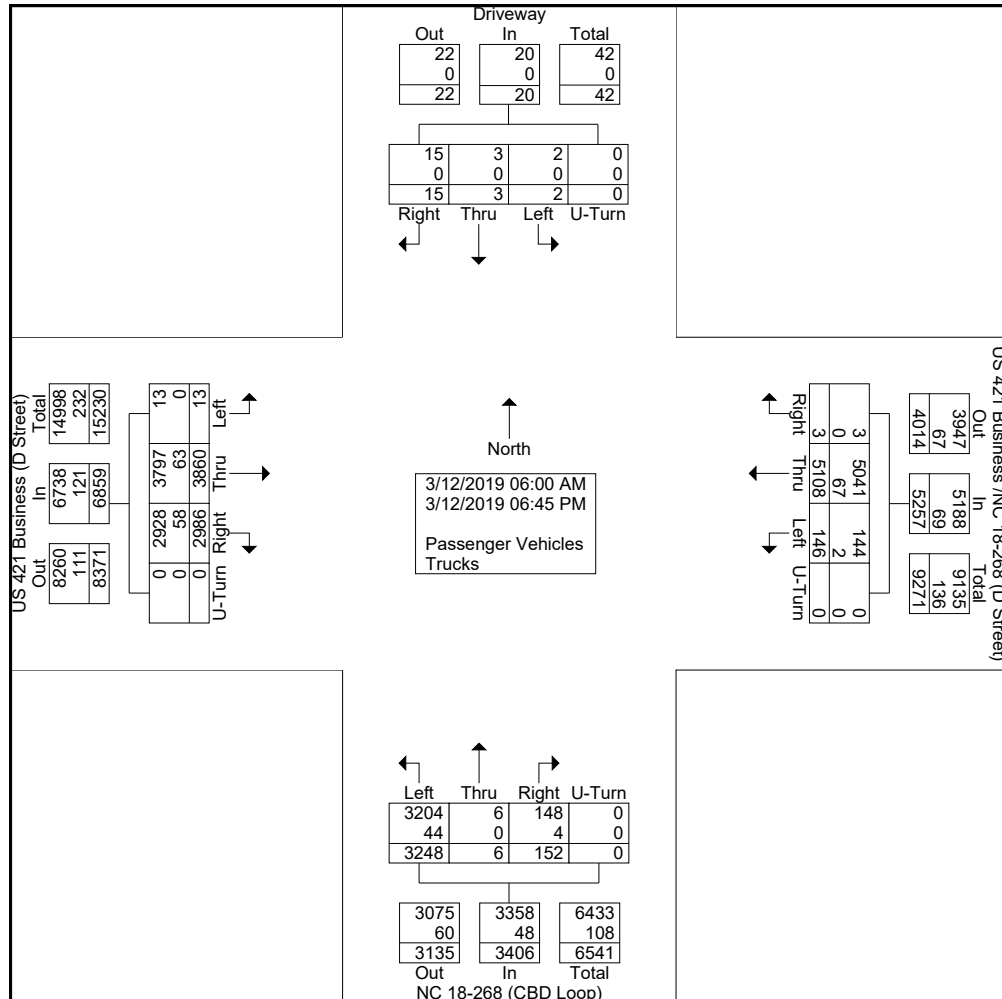 Driveway
Out In Total
22 20 42
0 0 0
22 20 42
15 3 2 0
0 0 0 0
15 3 2 0
Right Thru Left U-Turn
US 421 Business (D Street)
Total In Out
14998 6738 8260
232 121 111
15230 6859 8371
13 3797 2928 0
0 63 58 0
13 3860 2986 0
Left Thru Right U-Turn
North
3/12/2019 06:00 AM
3/12/2019 06:45 PM
Passenger Vehicles
Trucks
US 421 Business /NC 18-268 (D Street)
Out In Total
3947 5188 9135
67 69 136
4014 5257 9271
3 5041 144 0
0 67 2 0
3 5108 146 0
Right Thru Left U-Turn
Left Thru Right U-Turn
3204 6 148 0
44 0 4 0
3248 6 152 0
3075 3358 6433
60 48 108
3135 3406 6541
Out In Total
NC 18-268 (CBD Loop)